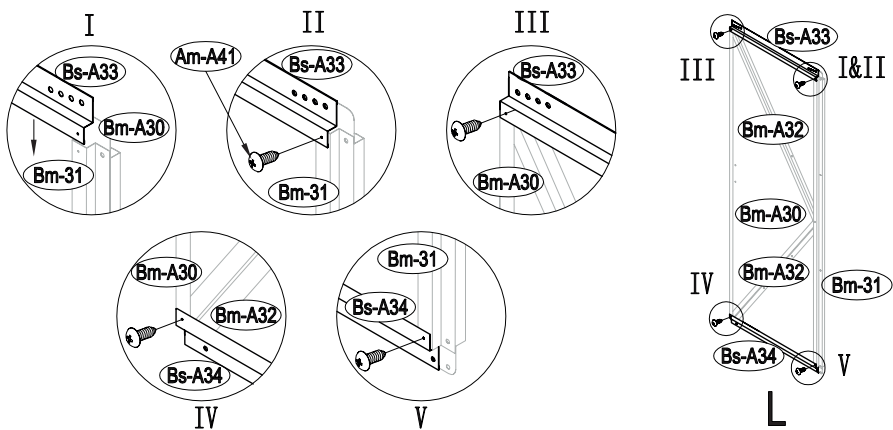 I
Bs-A33
Bm-A30
Bm-31
II
Am-A41
Bs-A33
Bm-31
III
Bs-A33
Bm-A30
IV
Bm-A30
Bm-A32
Bs-A34
V
Bm-31
Bs-A34
Bs-A33
III
I&II
Bm-A32
Bm-A30
Bm-A32
IV
Bm-31
Bs-A34
V
L